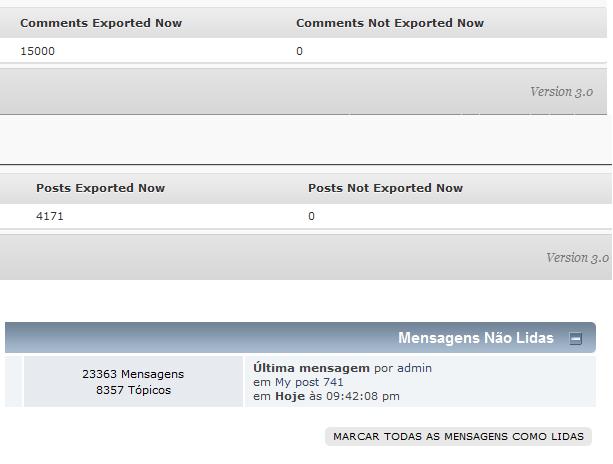 Comments Exported Now Comments Not Exported Now
15000 0
Version 3.0
Posts Exported Now Posts Not Exported Now
4171 0
Version 3.0
Mensagens Não Lidas
23363 Mensagens
8357 Tópicos
Última mensagem por admin
em My post 741
em Hoje às 09:42:08 pm
MARCAR TODAS AS MENSAGENS COMO LIDAS